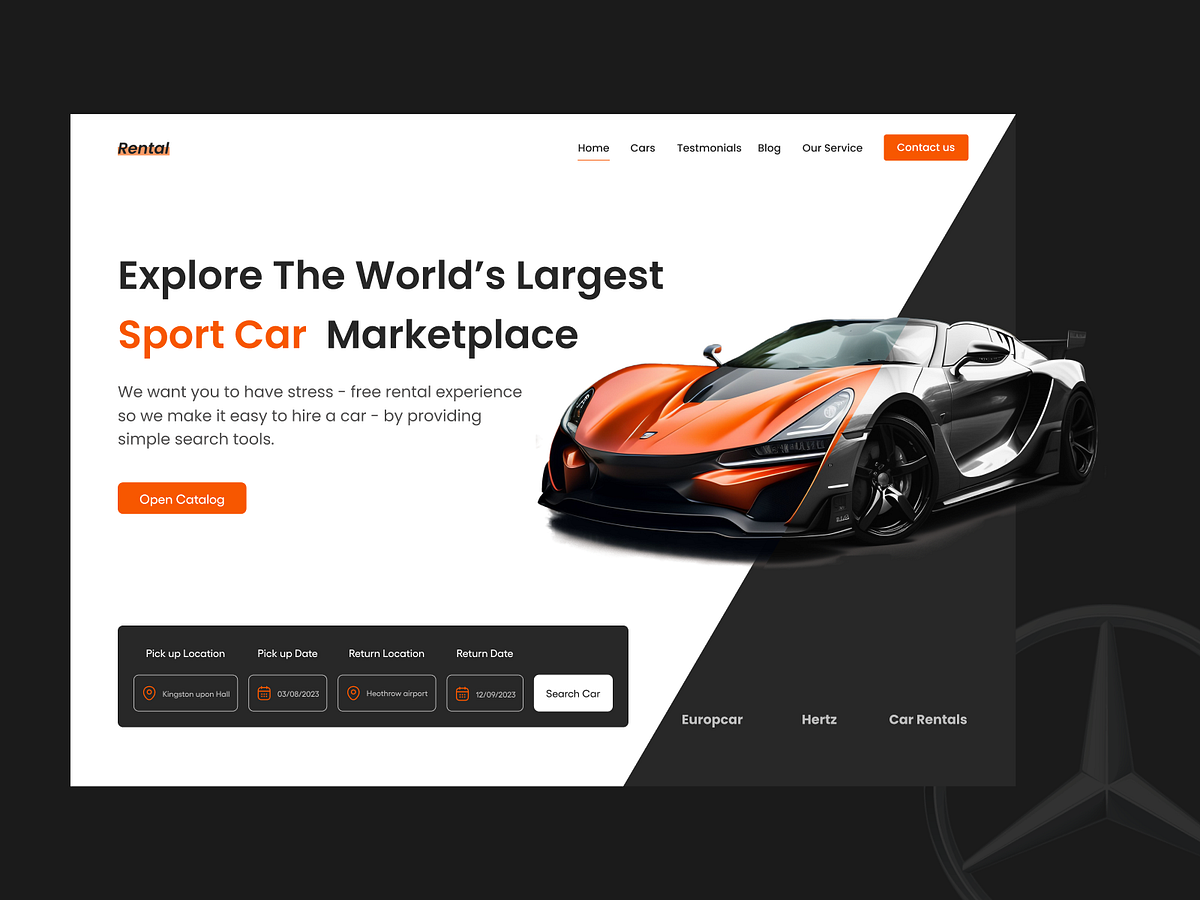 Rental
Home Cars Testmonials Blog Our Service Contact us
Explore The World’s Largest
Sport Car Marketplace
We want you to have stress - free rental experience
so we make it easy to hire a car - by providing
simple search tools.
Open Catalog
Pick up Location Pick up Date Return Location Return Date
Kingston upon Hall 03/08/2023 Heothrow airport 12/09/2023 Search Car
Europcar Hertz Car Rentals